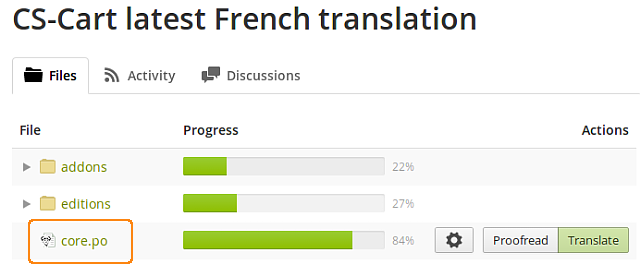 CS-Cart latest French translation
Files Activity Discussions
File Progress Actions
addons 22%
editions 27%
core.po 84% Proofread Translate